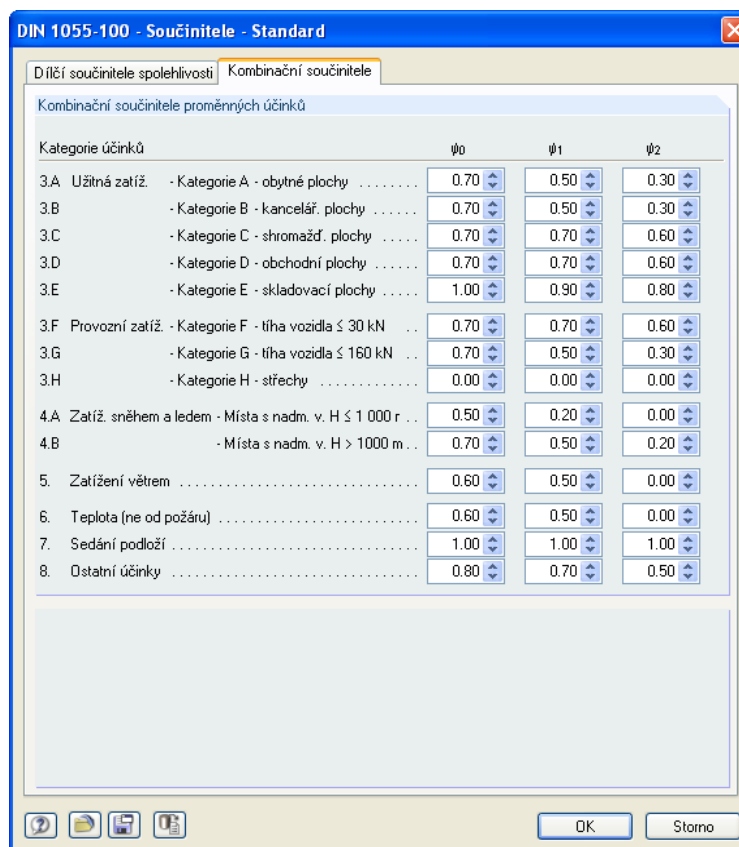 DIN 1055-100 - Součinitele - Standard
Dílčí součinitele spolehlivosti Kombinační součinitele
Kombinační součinitele proměnných účinků
Kategorie účinků ψ0 ψ1 ψ2
3.A Užitná zatíž. - Kategorie A - obytné plochy ........ 0.70 0.50 0.30
3.B - Kategorie B - kancelář. plochy ...... 0.70 0.50 0.30
3.C - Kategorie C - shromažď. plochy ..... 0.70 0.70 0.60
3.D - Kategorie D - obchodní plochy ...... 0.70 0.70 0.60
3.E - Kategorie E - skladovací plochy ..... 1.00 0.90 0.80
3.F Provozní zatíž. - Kategorie F - tíha vozidla ≤ 30 kN .. 0.70 0.70 0.60
3.G - Kategorie G - tíha vozidla ≤ 160 kN .. 0.70 0.50 0.30
3.H - Kategorie H - střechy ............. 0.00 0.00 0.00
4.A Zatíž. sněhem a ledem - Místa s nadm. v. H ≤ 1 000 r .. 0.50 0.20 0.00
4.B - Místa s nadm. v. H > 1000 m .. 0.70 0.50 0.20
5. Zatížení větrem ............................... 0.60 0.50 0.00
6. Teplota (ne od požáru) .......................... 0.60 0.50 0.00
7. Sedání podloží ................................ 1.00 1.00 1.00
8. Ostatní účinky ................................ 0.80 0.70 0.50
OK Storno